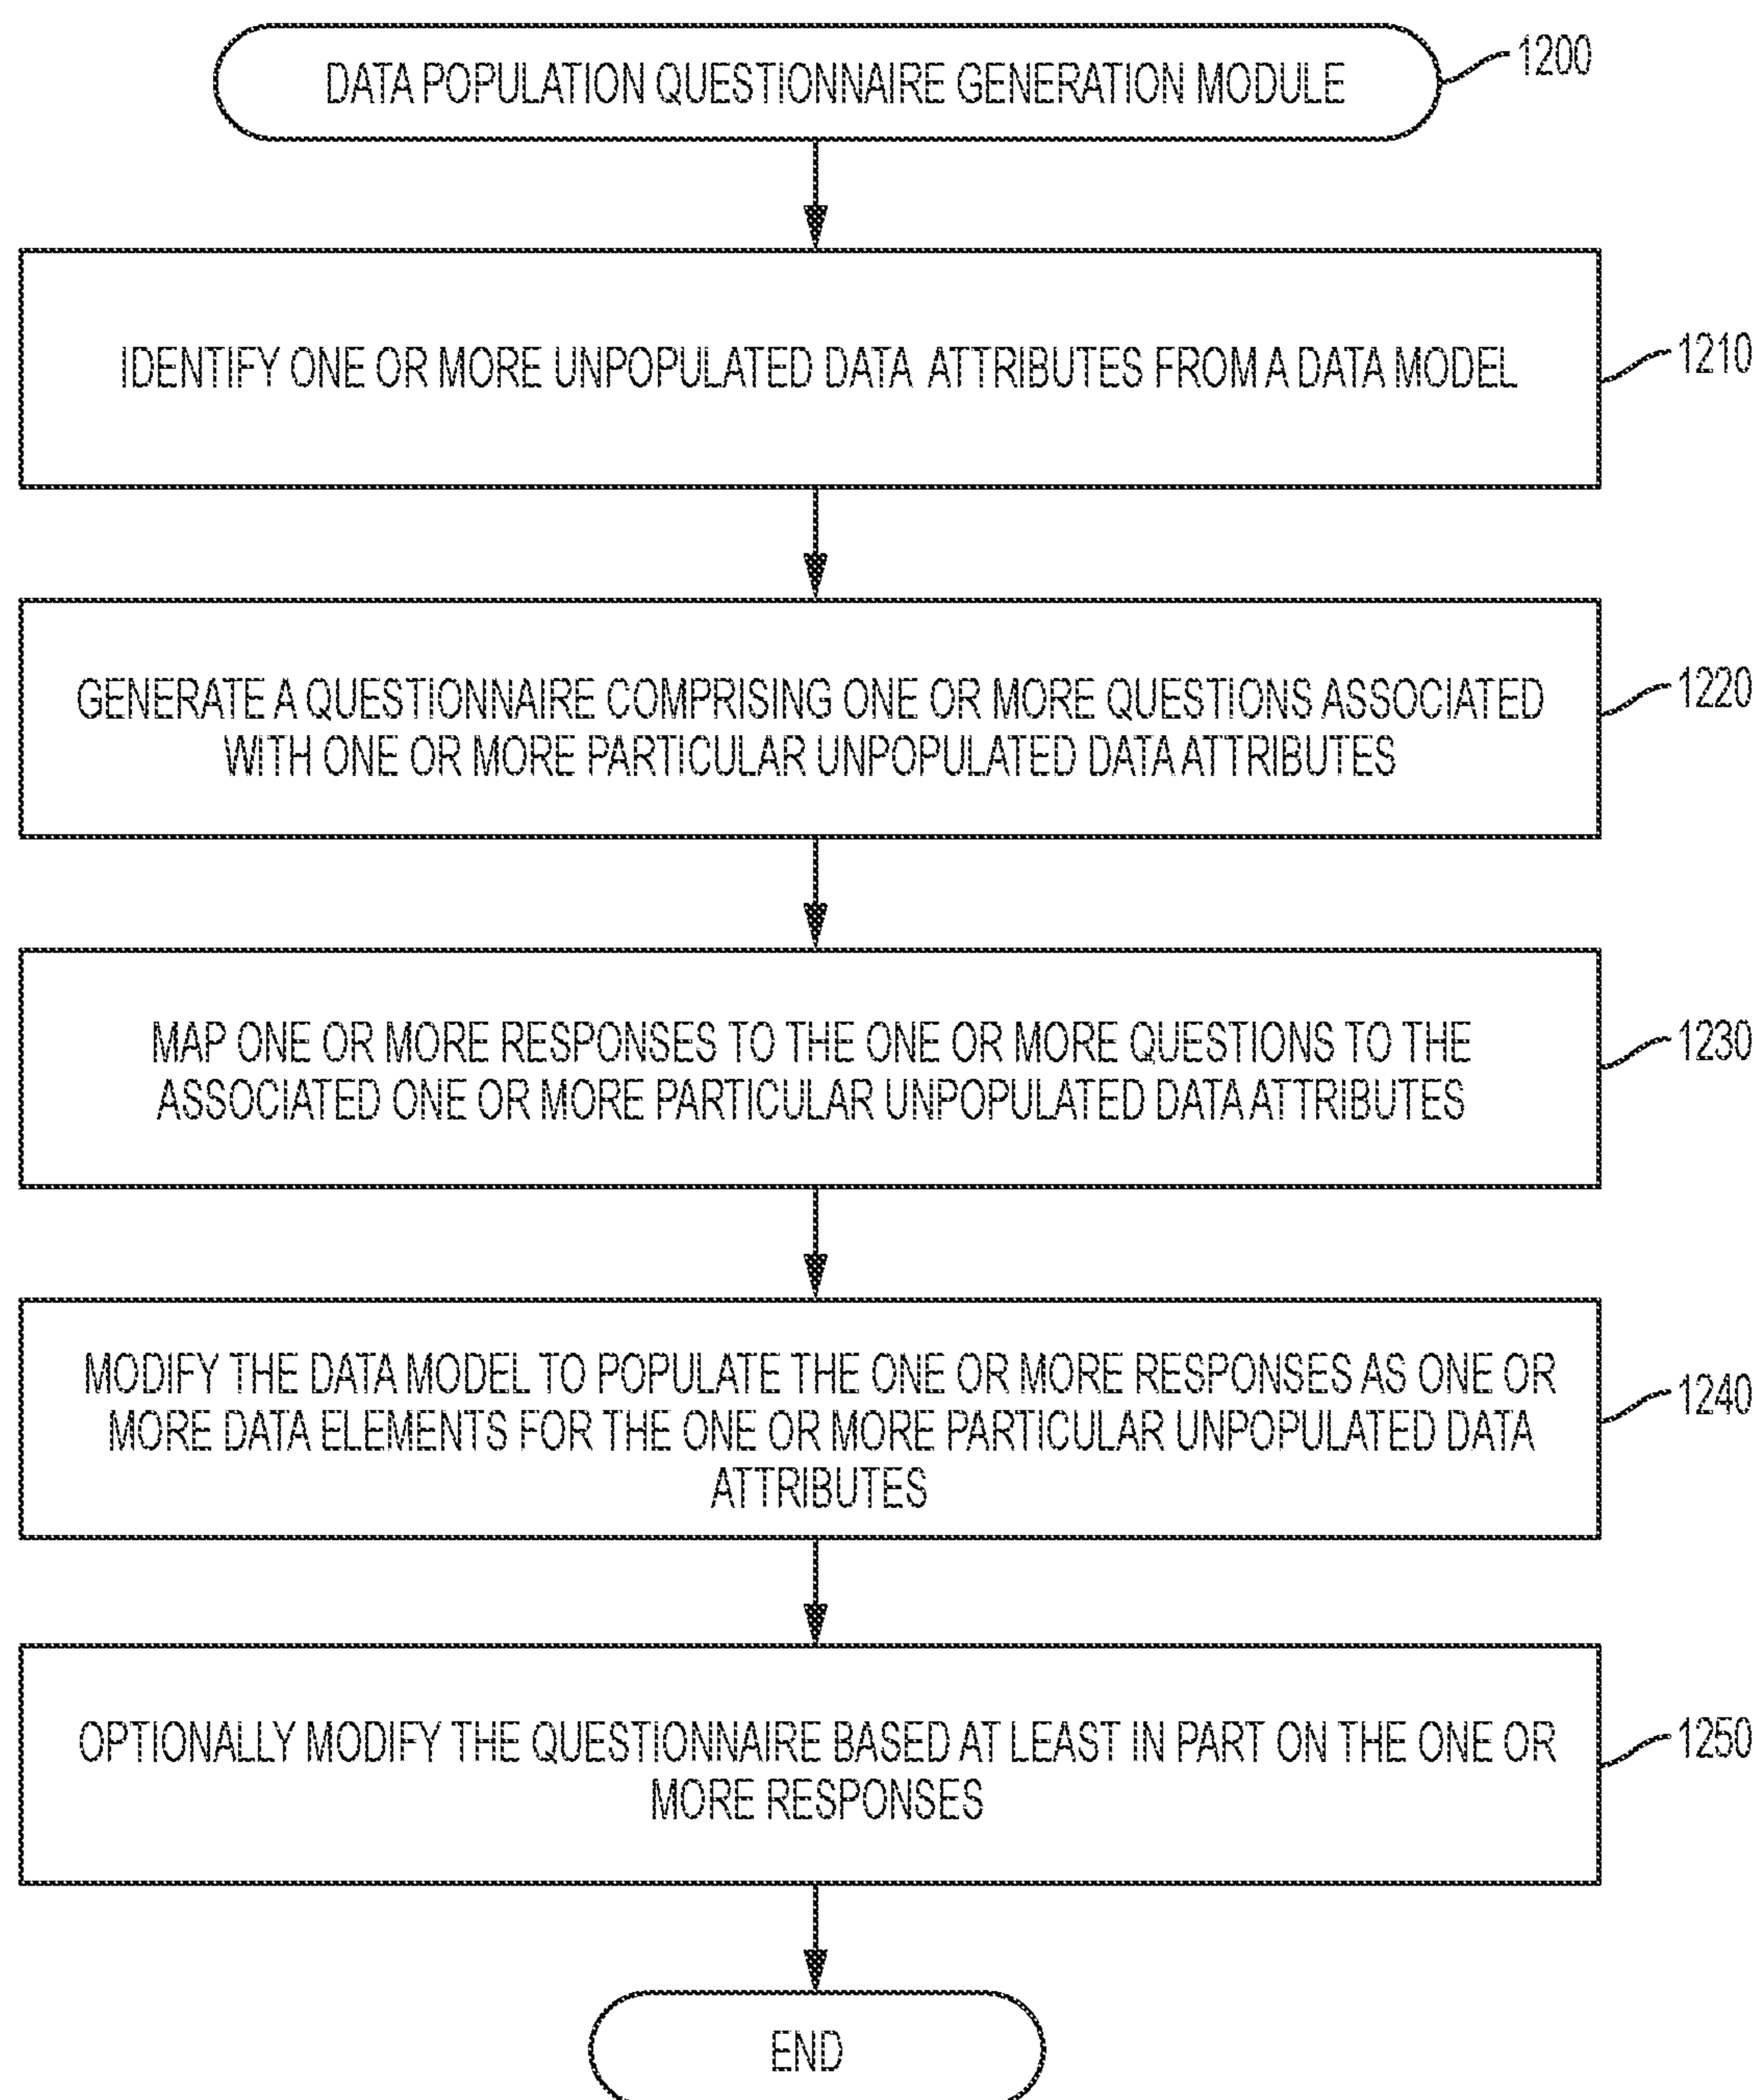 DATA POPULATION QUESTIONNAIRE GENERATION MODULE
1200
IDENTIFY ONE OR MORE UNPOPULATED DATA ATTRIBUTES FROM A DATA MODEL
1210
GENERATE A QUESTIONNAIRE COMPRISING ONE OR MORE QUESTIONS ASSOCIATED
WITH ONE OR MORE PARTICULAR UNPOPULATED DATA ATTRIBUTES
1220
MAP ONE OR MORE RESPONSES TO THE ONE OR MORE QUESTIONS TO THE
ASSOCIATED ONE OR MORE PARTICULAR UNPOPULATED DATA ATTRIBUTES
1230
MODIFY THE DATA MODEL TO POPULATE THE ONE OR MORE RESPONSES AS ONE OR
MORE DATA ELEMENTS FOR THE ONE OR MORE PARTICULAR UNPOPULATED DATA
ATTRIBUTES
1240
OPTIONALLY MODIFY THE QUESTIONNAIRE BASED AT LEAST IN PART ON THE ONE OR
MORE RESPONSES
1250
END